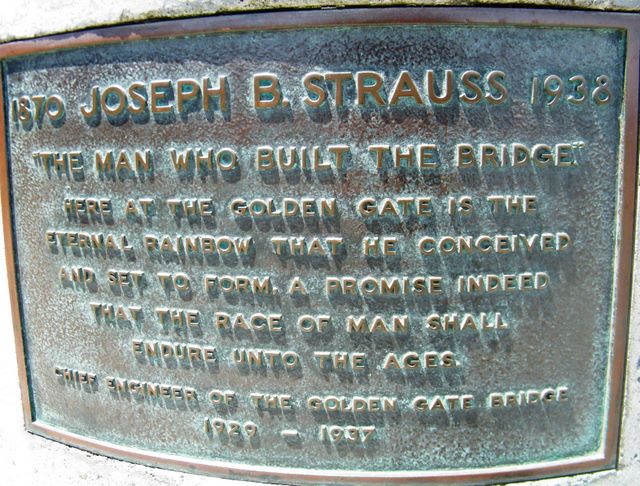 1870 JOSEPH B. STRAUSS 1938
"THE MAN WHO BUILT THE BRIDGE."
HERE AT THE GOLDEN GATE IS THE
ETERNAL RAINBOW THAT HE CONCEIVED
AND SET TO FORM. A PROMISE INDEED
THAT THE RACE OF MAN SHALL
ENDURE UNTO THE AGES.
CHIEF ENGINEER OF THE GOLDEN GATE BRIDGE
1929 - 1937